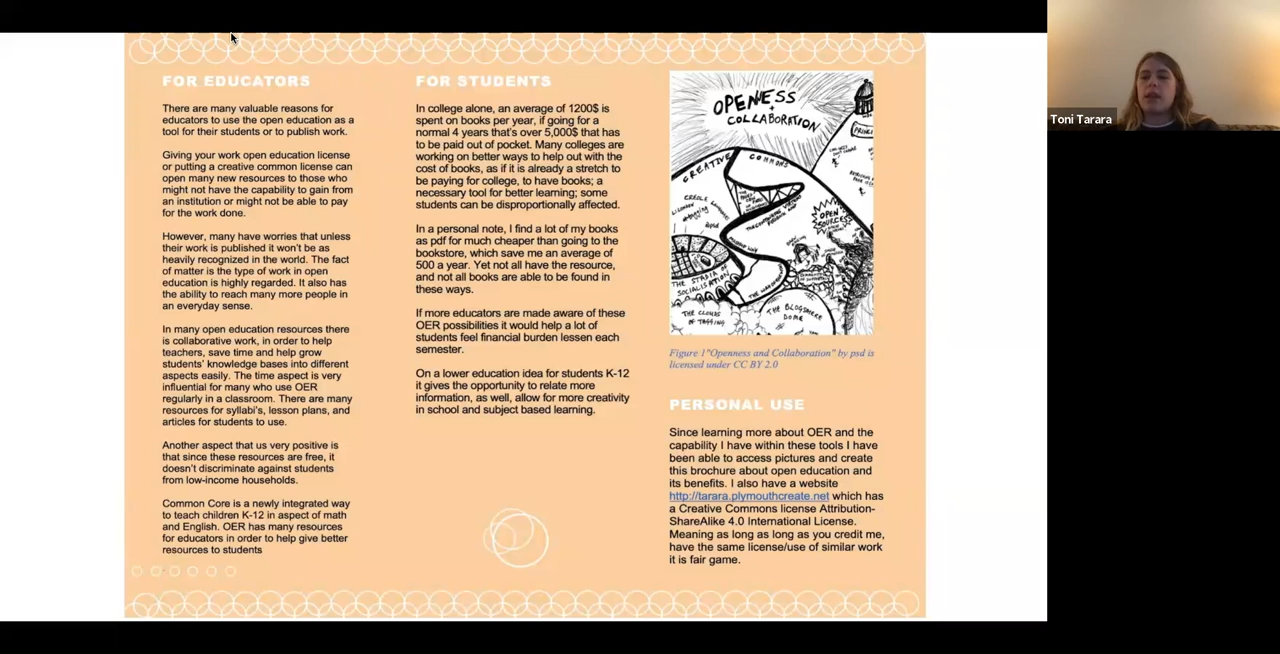 FOR EDUCATORS
There are many valuable reasons for
educators to use the open education as a
tool for their students or to publish work.
Giving your work open education license
or putting a creative common license can
open many new resources to those who
might not have the capability to gain from
an institution or might not be able to pay
for the work done.
However, many have worries that unless
their work is published it won't be as
heavily recognized in the world. The fact
of matter is the type of work in open
education is highly regarded. It also has
the ability to reach many more people in
an everyday sense.
In many open education resources there
is collaborative work, in order to help
teachers, save time and help grow
students' knowledge bases into different
aspects easily. The time aspect is very
influential for many who use OER
regularly in a classroom. There are many
resources for syllabi's, lesson plans, and
articles for students to use.
Another aspect that us very positive is
that since these resources are free, it
doesn't discriminate against students
from low-income households.
Common Core is a newly integrated way
to teach children K-12 in aspect of math
and English. OER has many resources
for educators in order to help give better
resources to students
FOR STUDENTS
In college alone, an average of 1200$ is
spent on books per year, if going for a
normal 4 years that's over 5,000$ that has
to be paid out of pocket. Many colleges are
working on better ways to help out with the
cost of books, as if it is already a stretch to
be paying for college, to have books; a
necessary tool for better learning; some
students can be disproportionally affected.
In a personal note, I find a lot of my books
as pdf for much cheaper than going to the
bookstore, which save me an average of
500 a year. Yet not all have the resource,
and not all books are able to be found in
these ways.
If more educators are made aware of these
OER possibilities it would help a lot of
students feel financial burden lessen each
semester.
On a lower education idea for students K-12
it gives the opportunity to relate more
information, as well, allow for more creativity
in school and subject based learning.
OPENNESS
+ COLLABORATION
CREATIVE COMMONS
OPEN
SOURCES
THE STADIA OF
SOCIALISATION
THE CLOUDS
OF TAGGING
THE BLOGSHERE
DOME
Figure 1"Openness and Collaboration" by psd is
licensed under CC BY 2.0
PERSONAL USE
Since learning more about OER and the
capability I have within these tools I have
been able to access pictures and create
this brochure about open education and
its benefits. I also have a website
http://tarara.plymouthcreate.net which has
a Creative Commons license Attribution-
ShareAlike 4.0 International License.
Meaning as long as long as you credit me,
have the same license/use of similar work
it is fair game.
Toni Tarara